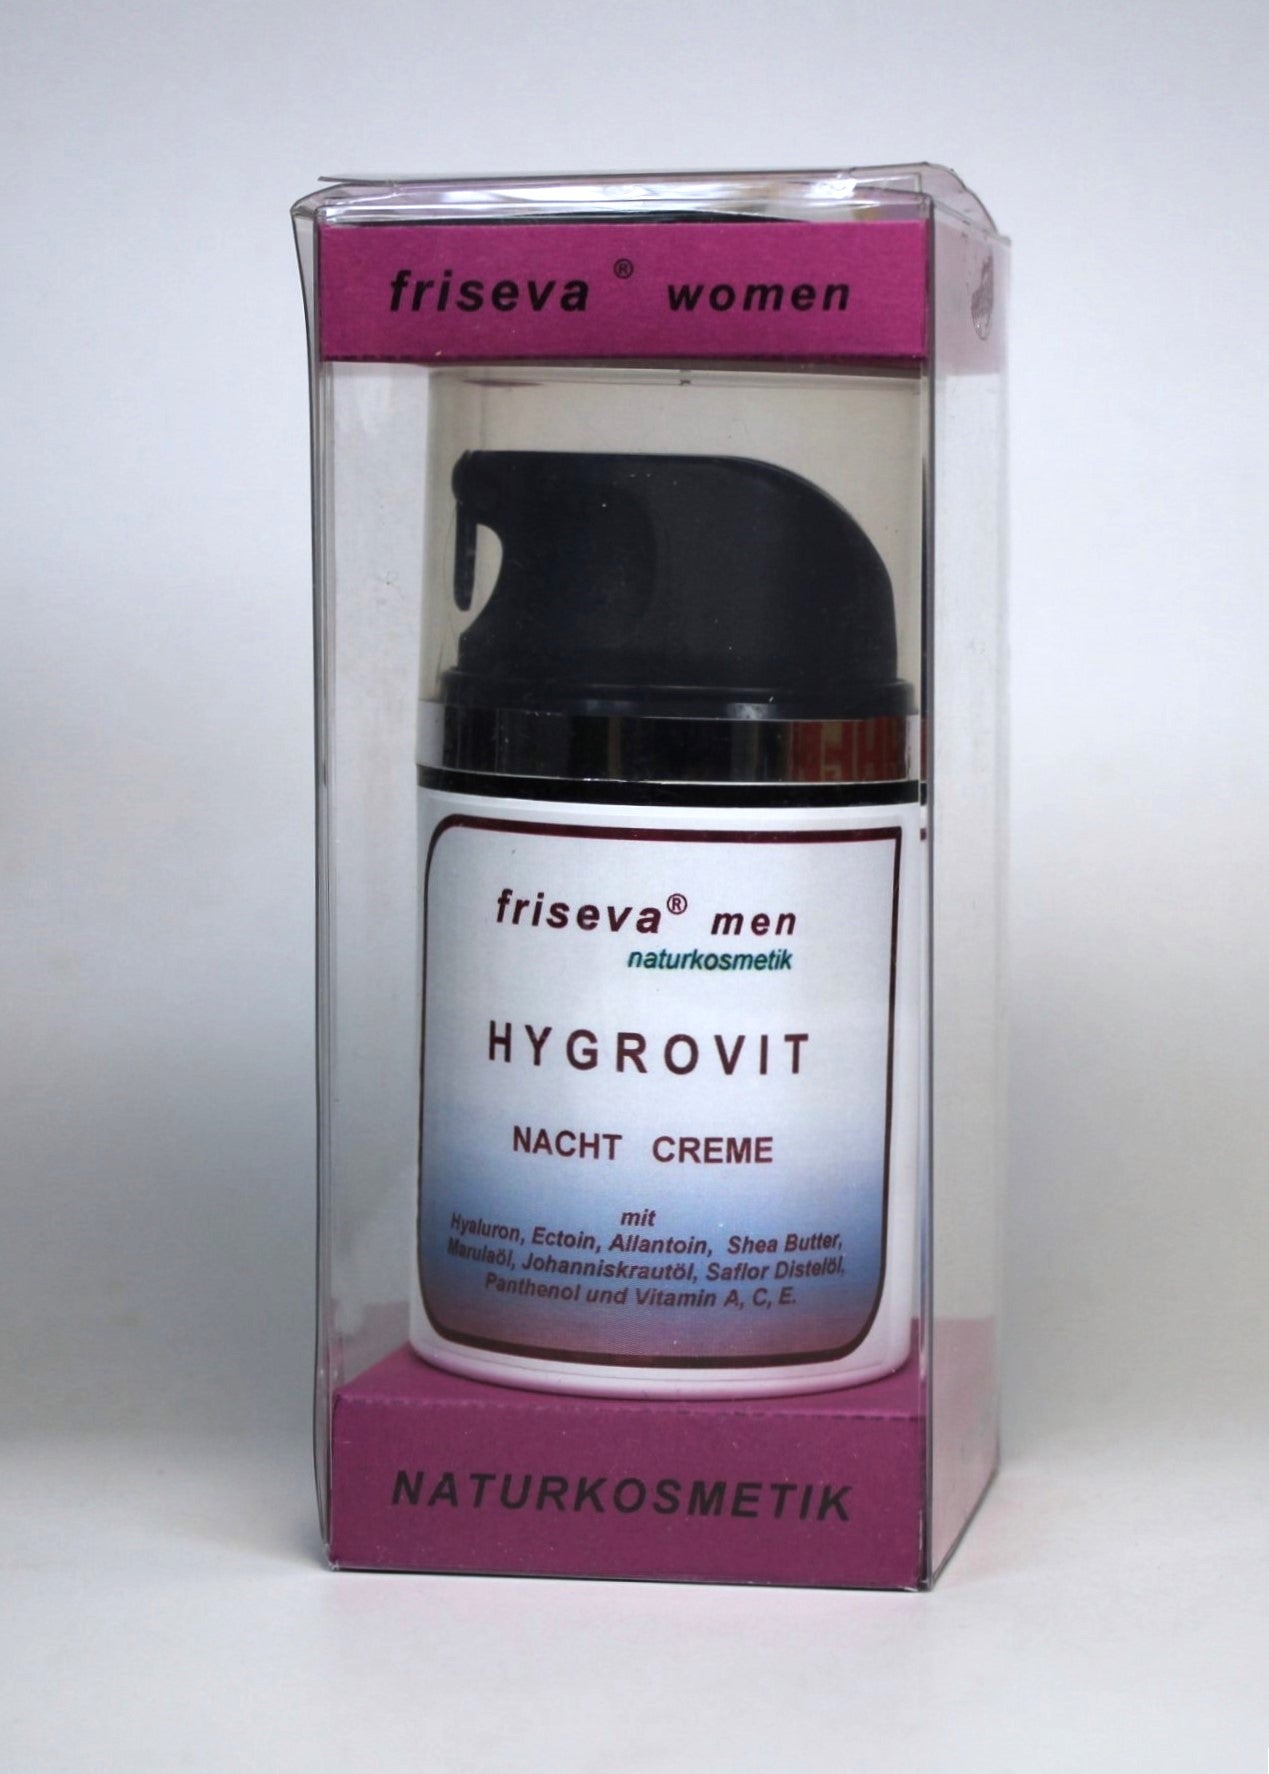 friseva ® women
friseva® men
naturkosmetik
HYGROVIT
NACHT CREME
mit
Hyaluron, Ectoin, Allantoin, Shea Butter,
Marulaöl, Johanniskrautöl, Saflor Distelöl,
Panthenol und Vitamin A, C, E.
NATURKOSMETIK